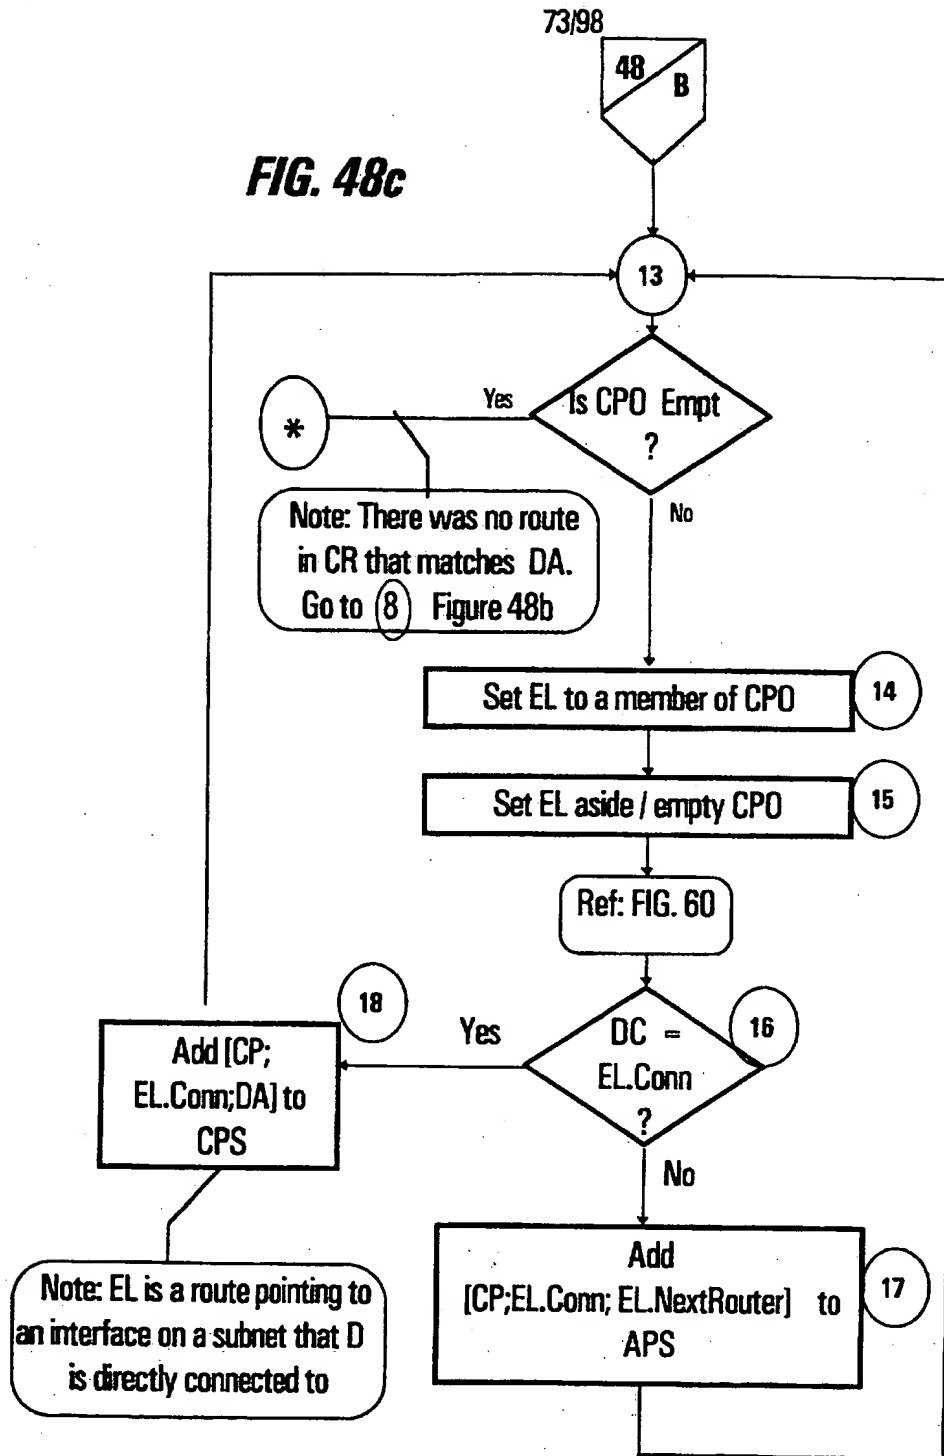 73/98
48
B
FIG. 48c
13
Is CPO Empt
?
Yes
*
No
Note: There was no route
in CR that matches DA.
Go to 8 Figure 48b
Set EL to a member of CPO
14
Set EL aside / empty CPO
15
Ref: FIG. 60
DC =
EL.Conn
?
16
Yes
18
Add [CP;
EL.Conn;DA] to
CPS
No
Add
[CP;EL.Conn; EL.NextRouter] to
APS
17
Note: EL is a route pointing to
an interface on a subnet that D
is directly connected to